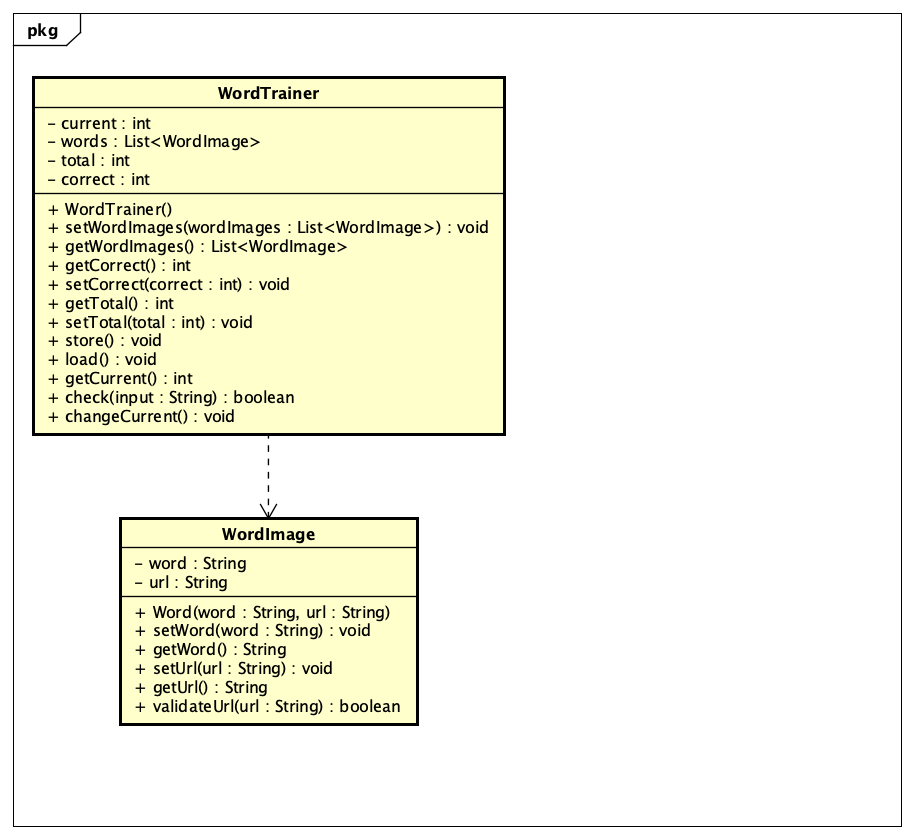 pkg
WordTrainer
- current : int
- words : List<WordImage>
- total : int
- correct : int
+ WordTrainer()
+ setWordImages(wordImages : List<WordImage>) : void
+ getWordImages() : List<WordImage>
+ getCorrect() : int
+ setCorrect(correct : int) : void
+ getTotal() : int
+ setTotal(total : int) : void
+ store() : void
+ load() : void
+ getCurrent() : int
+ check(input : String) : boolean
+ changeCurrent() : void
WordImage
- word : String
- url : String
+ Word(word : String, url : String)
+ setWord(word : String) : void
+ getWord() : String
+ setUrl(url : String) : void
+ getUrl() : String
+ validateUrl(url : String) : boolean